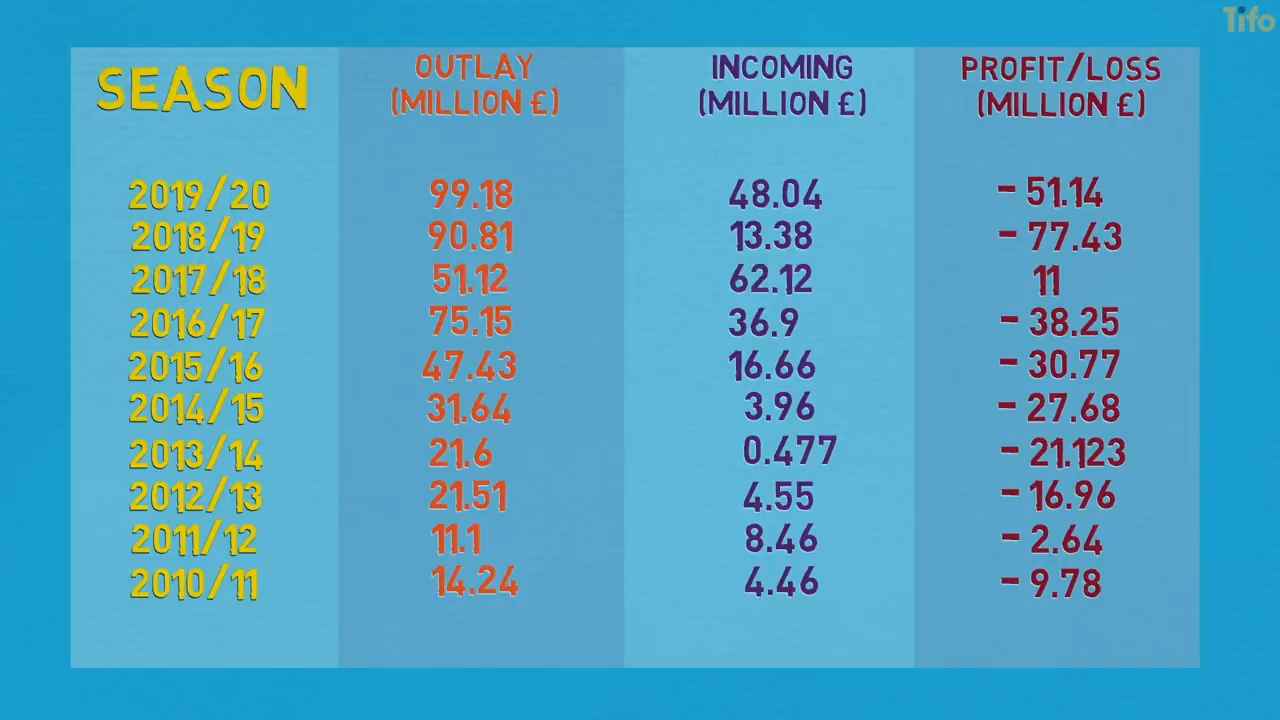 Tifo
SEASON OUTLAY (MILLION £) INCOMING (MILLION £) PROFIT/LOSS (MILLION £)
2019/20 99.18 48.04 - 51.14
2018/19 90.81 13.38 - 77.43
2017/18 51.12 62.12 11
2016/17 75.15 36.9 - 38.25
2015/16 47.43 16.66 - 30.77
2014/15 31.64 3.96 - 27.68
2013/14 21.6 0.477 - 21.123
2012/13 21.51 4.55 - 16.96
2011/12 11.1 8.46 - 2.64
2010/11 14.24 4.46 - 9.78